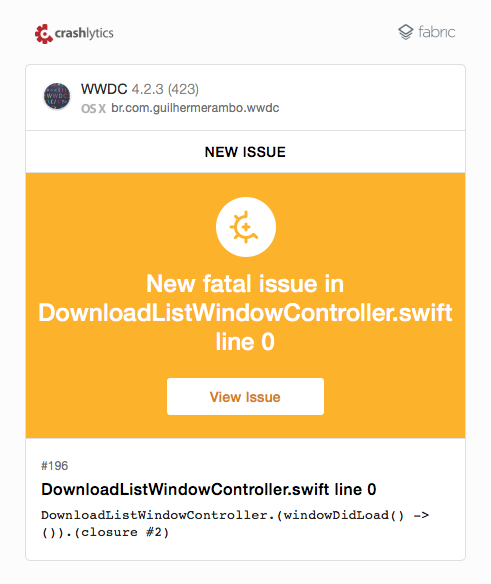 crashlytics fabric
WWDC 4.2.3 (423)
OS X br.com.guilhermerambo.wwdc
NEW ISSUE
New fatal issue in
DownloadListWindowController.swift
line 0
View Issue
#196
DownloadListWindowController.swift line 0
DownloadListWindowController.(windowDidLoad() ->
()).(closure #2)